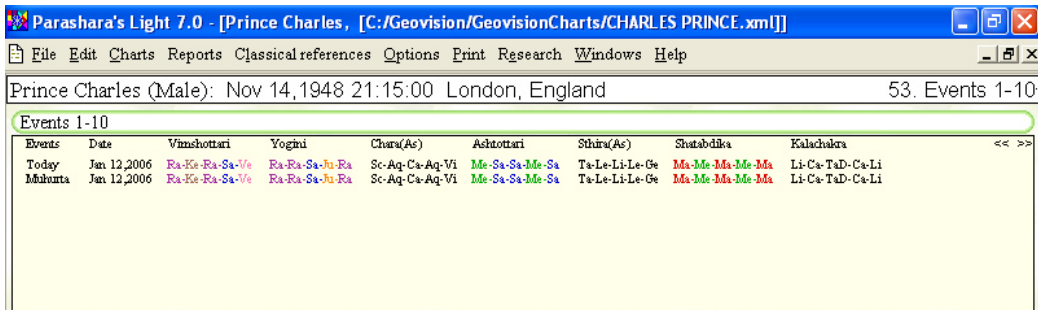 Parashara's Light 7.0 - [Prince Charles, [C:/Geovision/GeovisionCharts/CHARLES PRINCE.xml]]
File Edit Charts Reports Classical references Options Print Research Windows Help
Prince Charles (Male): Nov 14,1948 21:15:00 London, England 53. Events 1-10
Events 1-10
Events Date Vimshottari Yogini Chara(As) Ashtottari Sthira(As) Shatabdika Kalachakra << >>
Today Jan 12,2006 Ra-Ke-Ra-Sa-Ve Ra-Ra-Sa-Ju-Ra Sc-Aq-Ca-Aq-Vi Me-Sa-Sa-Me-Sa Ta-Le-Li-Le-Ge Ma-Me-Ma-Me-Ma Li-Ca-TaD-Ca-Li
Muhurta Jan 12,2006 Ra-Ke-Ra-Sa-Ve Ra-Ra-Sa-Ju-Ra Sc-Aq-Ca-Aq-Vi Me-Sa-Sa-Me-Sa Ta-Le-Li-Le-Ge Ma-Me-Ma-Me-Ma Li-Ca-TaD-Ca-Li